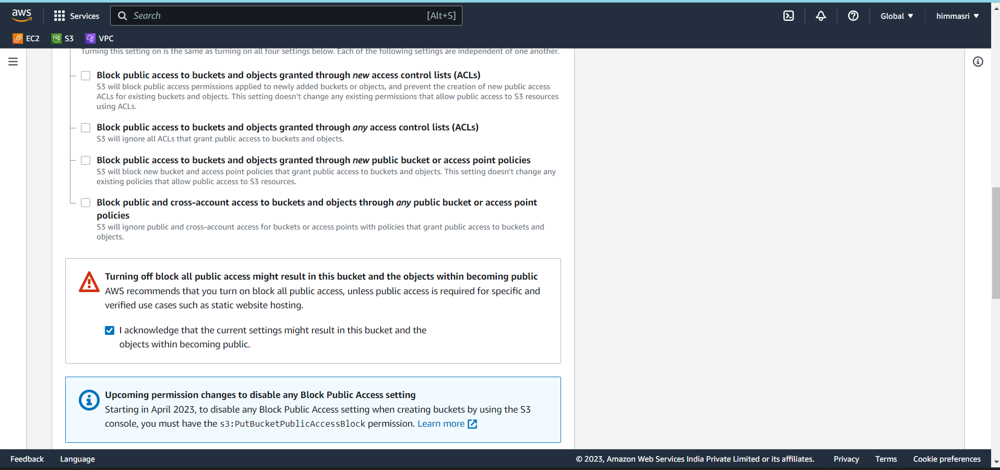 aws
Services
Search
[Alt+S]
Global
himmasri
EC2
S3
VPC
Turning this setting on is the same as turning on all four settings below. Each of the following settings are independent of one another.
Block public access to buckets and objects granted through new access control lists (ACLs)
S3 will block public access permissions applied to newly added buckets or objects, and prevent the creation of new public access
ACLs for existing buckets and objects. This setting doesn’t change any existing permissions that allow public access to S3 resources
using ACLs.
Block public access to buckets and objects granted through any access control lists (ACLs)
S3 will ignore all ACLs that grant public access to buckets and objects.
Block public access to buckets and objects granted through new public bucket or access point policies
S3 will block new bucket and access point policies that grant public access to buckets and objects. This setting doesn't change any
existing policies that allow public access to S3 resources.
Block public and cross-account access to buckets and objects through any public bucket or access point
policies
S3 will ignore public and cross-account access for buckets or access points with policies that grant public access to buckets and
objects.
Turning off block all public access might result in this bucket and the objects within becoming public
AWS recommends that you turn on block all public access, unless public access is required for specific and
verified use cases such as static website hosting.
I acknowledge that the current settings might result in this bucket and the
objects within becoming public.
Upcoming permission changes to disable any Block Public Access setting
Starting in April 2023, to disable any Block Public Access setting when creating buckets by using the S3
console, you must have the s3:PutBucketPublicAccessBlock permission. Learn more
Feedback
Language
© 2023, Amazon Web Services India Private Limited or its affiliates.
Privacy
Terms
Cookie preferences